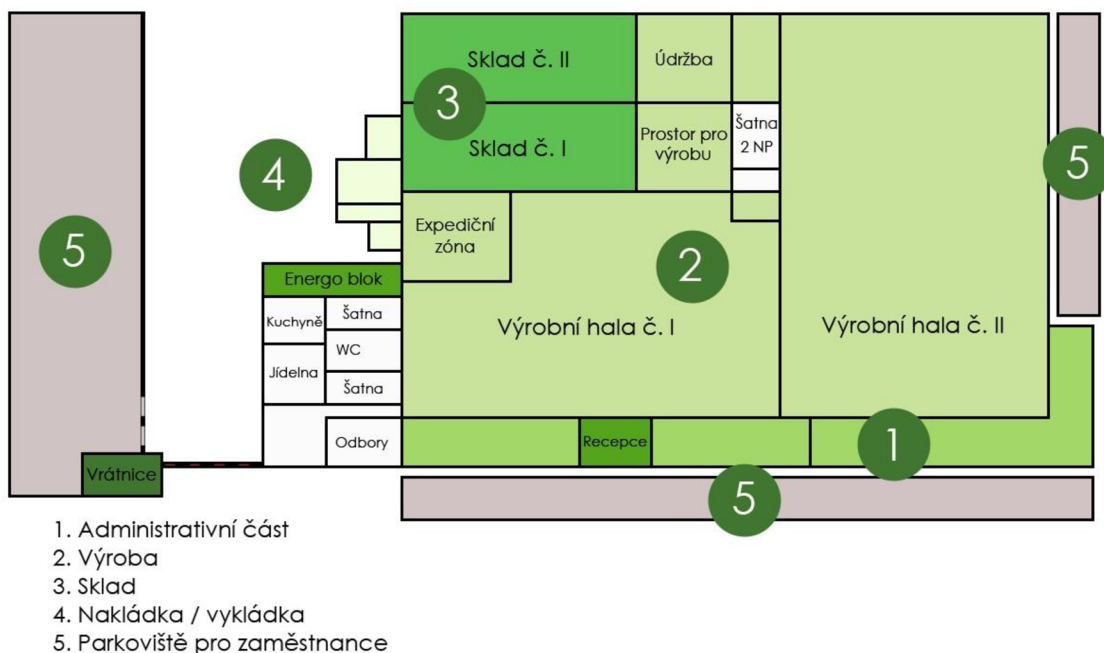 Sklad č. II
Údržba
3
5
Sklad č. I
Prostor pro
výrobu
Šatna
2 NP
4
5
Expediční
zóna
2
Energo blok
Kuchyně
Šatna
WC
Jídelna
Šatna
Výrobní hala č. I
Výrobní hala č. II
Odbory
Recepce
1
Vrátnice
5
1. Administrativní část
2. Výroba
3. Sklad
4. Nakládka / vykládka
5. Parkoviště pro zaměstnance